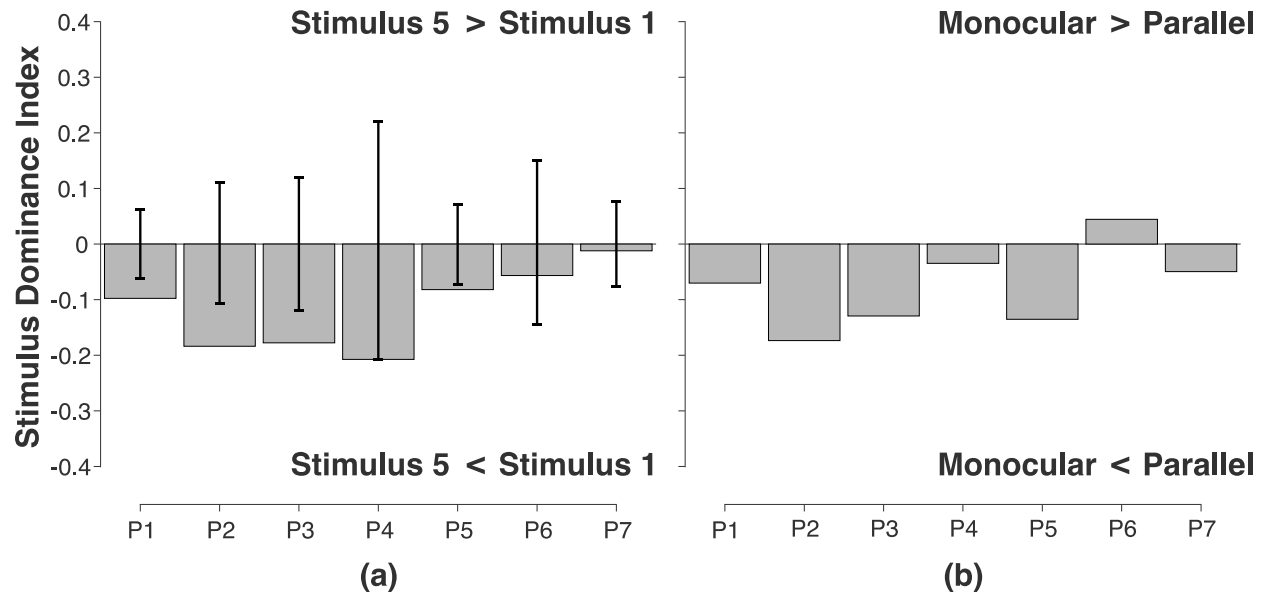 Stimulus Dominance Index
0.4
0.3
0.2
0.1
0
-0.1
-0.2
-0.3
-0.4
Stimulus 5 > Stimulus 1
Stimulus 5 < Stimulus 1
P1 P2 P3 P4 P5 P6 P7
(a)
Monocular > Parallel
Monocular < Parallel
P1 P2 P3 P4 P5 P6 P7
(b)